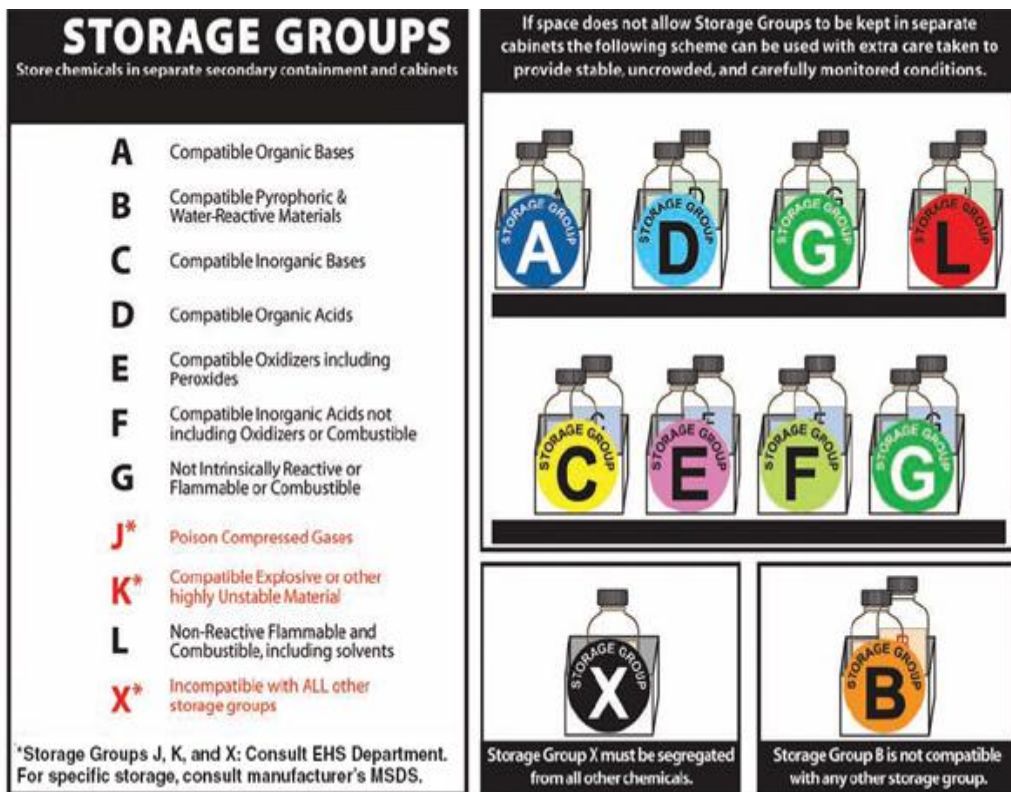 STORAGE GROUPS
Store chemicals in separate secondary containment and cabinets
A Compatible Organic Bases
B Compatible Pyrophoric &
Water-Reactive Materials
C Compatible Inorganic Bases
D Compatible Organic Acids
E Compatible Oxidizers including
Peroxides
F Compatible Inorganic Acids not
including Oxidizers or Combustible
G Not Intrinsically Reactive or
Flammable or Combustible
J* Poison Compressed Gases
K* Compatible Explosive or other
highly Unstable Material
L Non-Reactive Flammable and
Combustible, including solvents
X* Incompatible with ALL other
storage groups
*Storage Groups J, K, and X: Consult EHS Department.
For specific storage, consult manufacturer's MSDS.
If space does not allow Storage Groups to be kept in separate
cabinets the following scheme can be used with extra care taken to
provide stable, uncrowded, and carefully monitored conditions.
STORAGE GROUP
A
STORAGE GROUP
D
STORAGE GROUP
G
STORAGE GROUP
L
STORAGE GROUP
C
STORAGE GROUP
E
STORAGE GROUP
F
STORAGE GROUP
G
STORAGE GROUP
X
Storage Group X must be segregated
from all other chemicals.
STORAGE GROUP
B
Storage Group B is not compatible
with any other storage group.